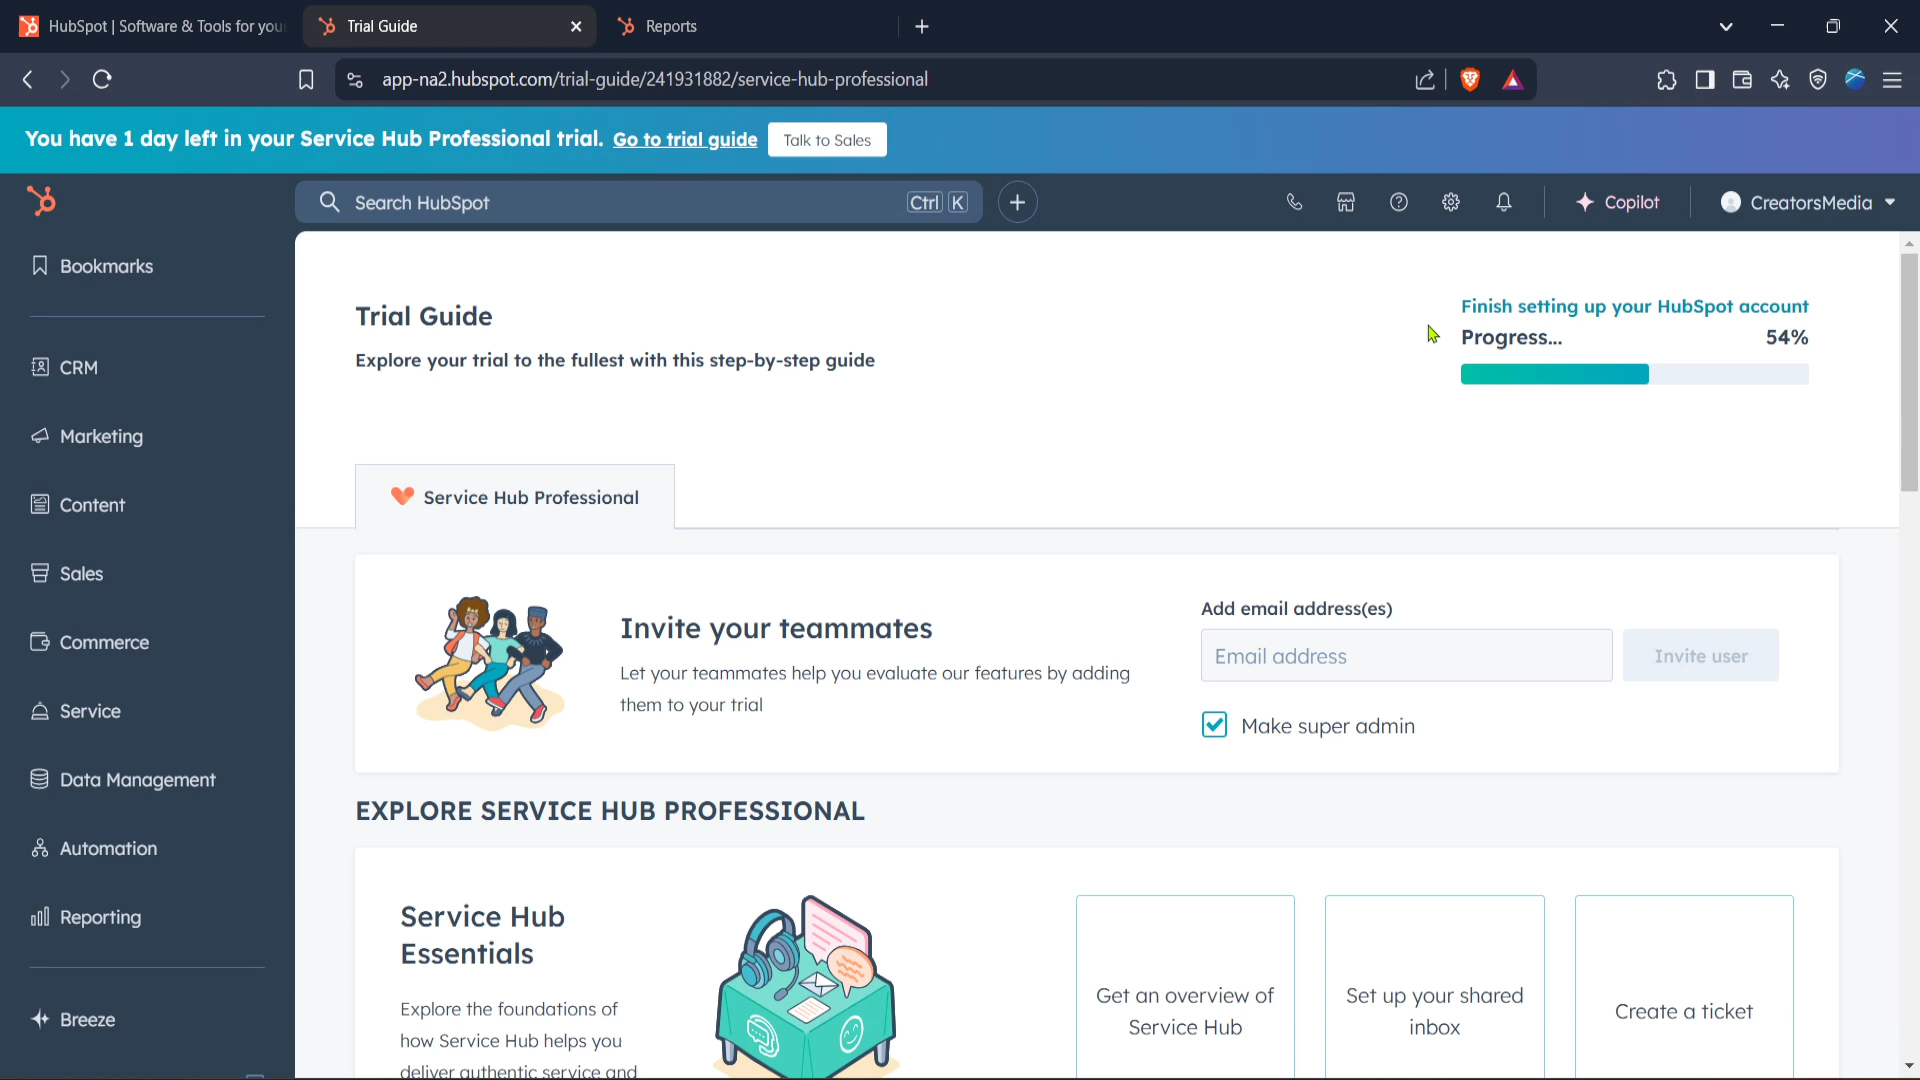 HubSpot | Software & Tools for you
Trial Guide
Reports
app-na2.hubspot.com/trial-guide/241931882/service-hub-professional
You have 1 day left in your Service Hub Professional trial. Go to trial guide Talk to Sales
Search HubSpot Ctrl K
Copilot
CreatorsMedia
Bookmarks
CRM
Marketing
Content
Sales
Commerce
Service
Data Management
Automation
Reporting
Breeze
Trial Guide
Explore your trial to the fullest with this step-by-step guide
Finish setting up your HubSpot account
Progress... 54%
Service Hub Professional
Invite your teammates
Let your teammates help you evaluate our features by adding
them to your trial
Add email address(es)
Email address
Invite user
Make super admin
EXPLORE SERVICE HUB PROFESSIONAL
Service Hub
Essentials
Explore the foundations of
how Service Hub helps you
deliver authentic service and
Get an overview of
Service Hub
Set up your shared
inbox
Create a ticket